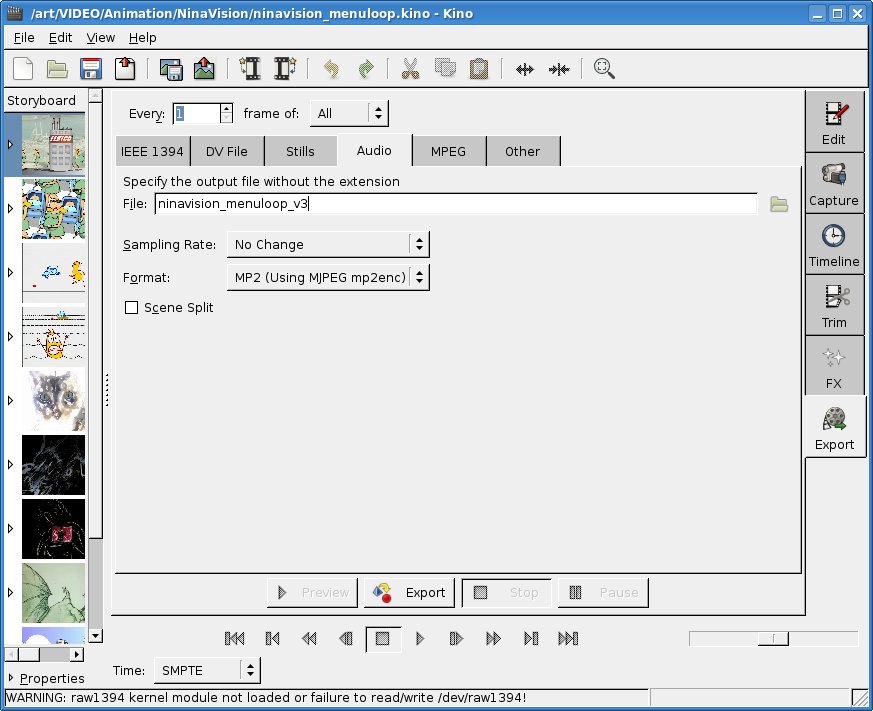 /art/VIDEO/Animation/NinaVision/ninavision_menuloop.kino - Kino
File Edit View Help
Storyboard
Every: 1 frame of: All
IEEE 1394 DV File Stills Audio MPEG Other
Specify the output file without the extension
File: ninavision_menuloop_v3
Sampling Rate: No Change
Format: MP2 (Using MJPEG mp2enc)
Scene Split
Edit
Capture
Timeline
Trim
FX
Export
Preview Export Stop Pause
Time: SMPTE
Properties
WARNING: raw1394 kernel module not loaded or failure to read/write /dev/raw1394!